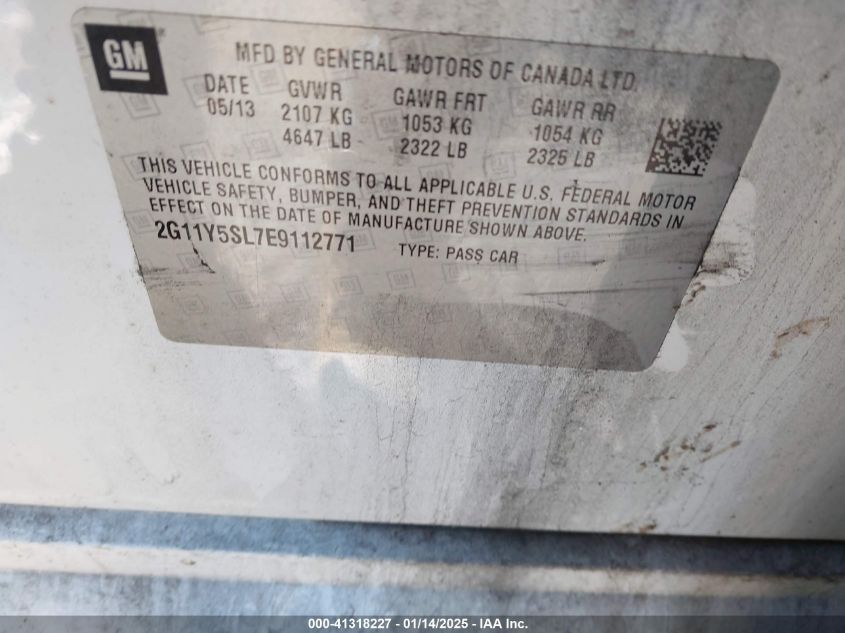 GM
MFD BY GENERAL MOTORS OF CANADA LTD.
DATE GVWR GAWR FRT GAWR RR
05/13 2107 KG 1053 KG 1054 KG
4647 LB 2322 LB 2325 LB
THIS VEHICLE CONFORMS TO ALL APPLICABLE U.S. FEDERAL MOTOR
VEHICLE SAFETY, BUMPER, AND THEFT PREVENTION STANDARDS IN
EFFECT ON THE DATE OF MANUFACTURE SHOWN ABOVE.
2G11Y5SL7E9112771 TYPE: PASS CAR
000-41318227 - 01/14/2025 - IAA Inc.